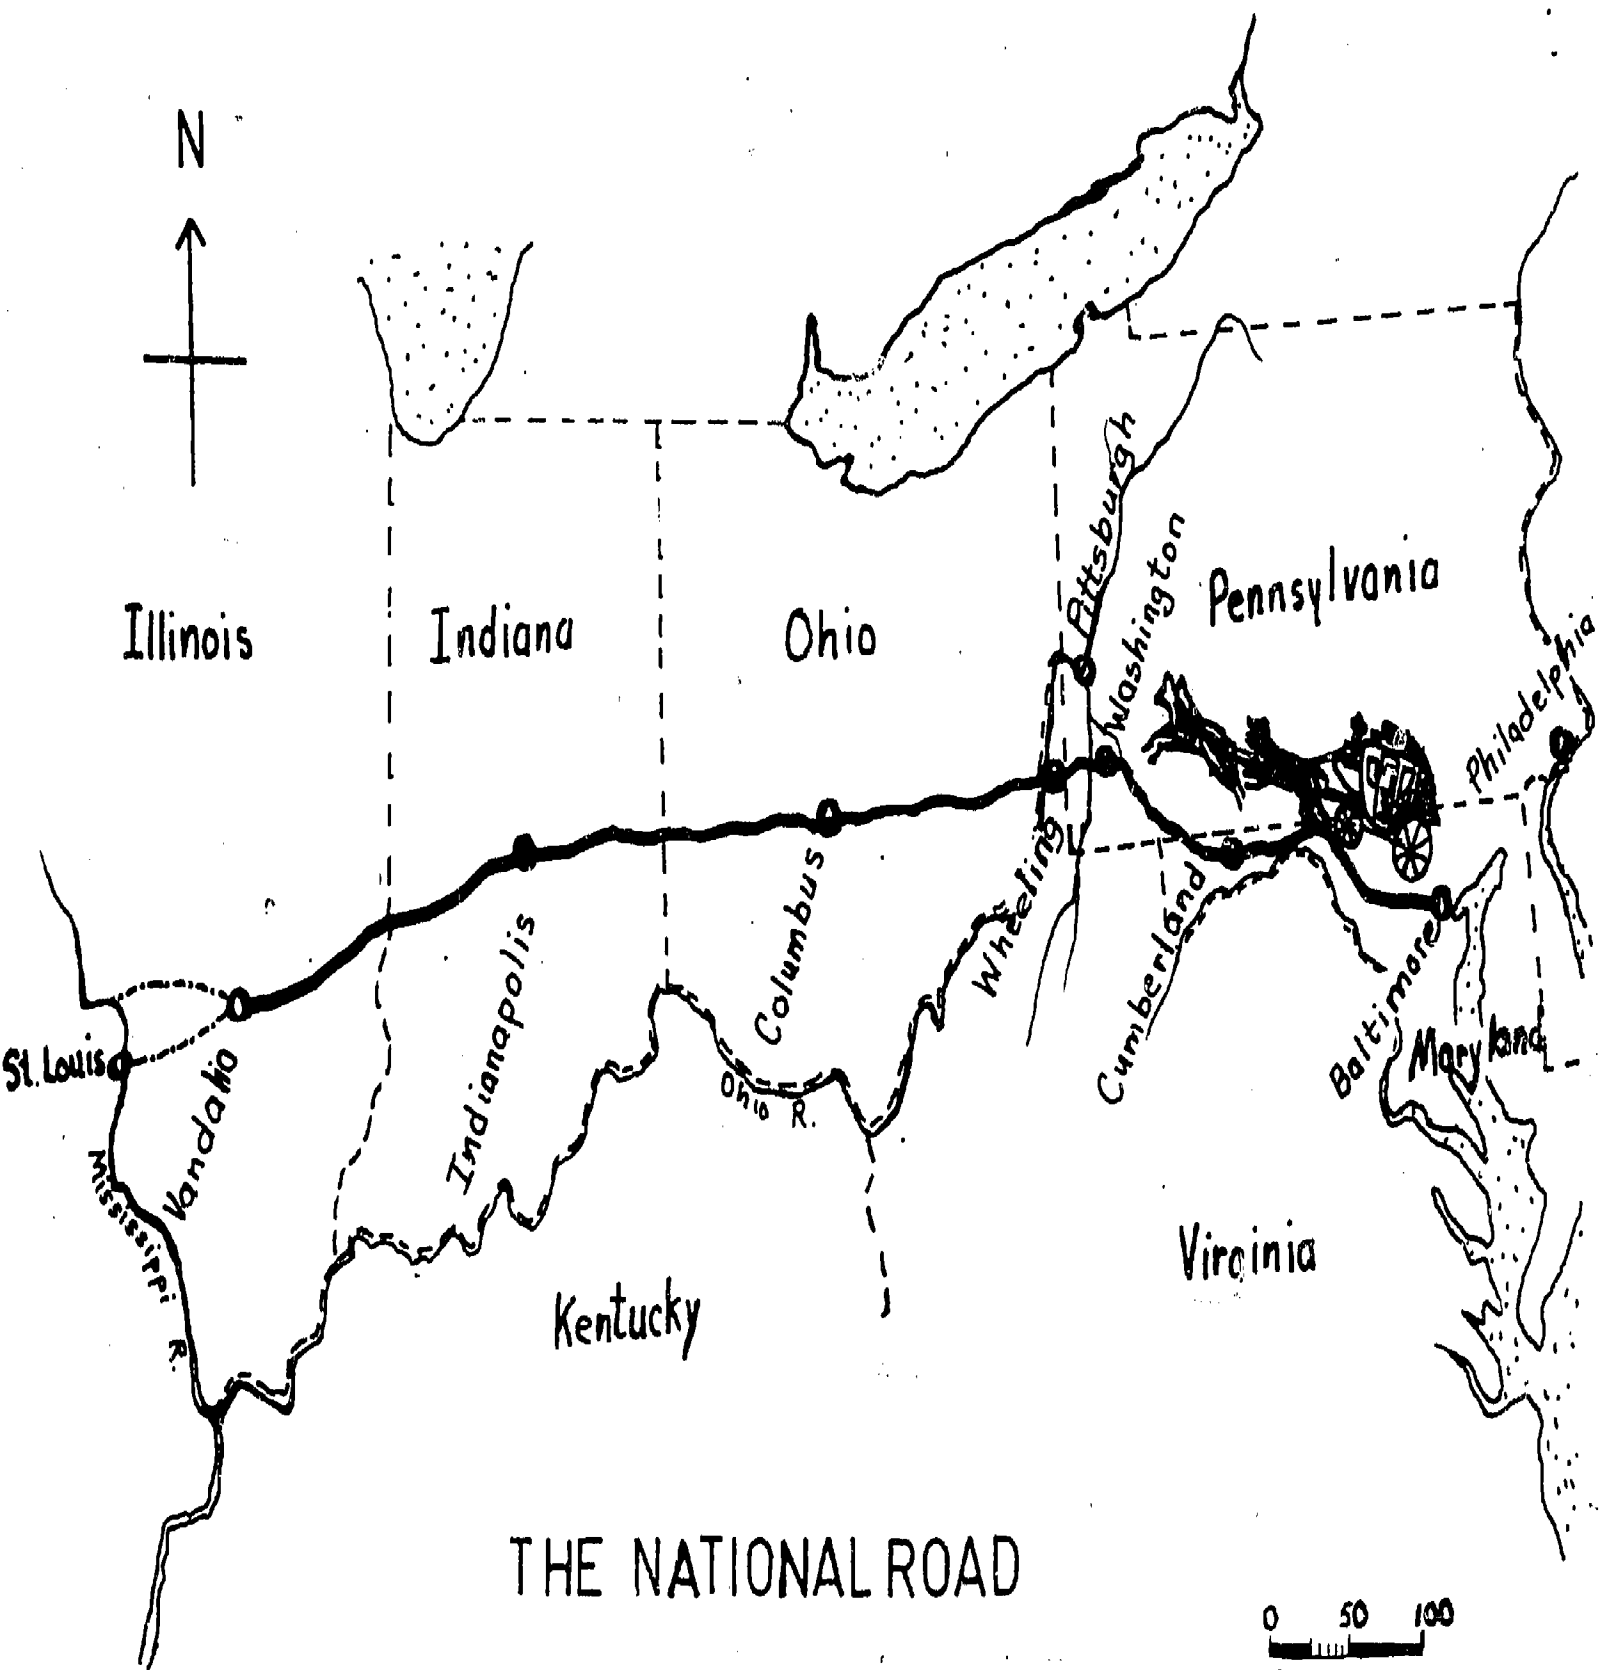 N
Pittsburgh
Washington
Pennsylvania
Illinois
Indiana
Ohio
Philadelphia
Wheeling
Columbus
Cumberland
Indianapolis
Baltimore
Maryland
St. Louis
Vandalia
Ohio R.
Mississippi R.
Virginia
Kentucky
THE NATIONAL ROAD
0 50 100